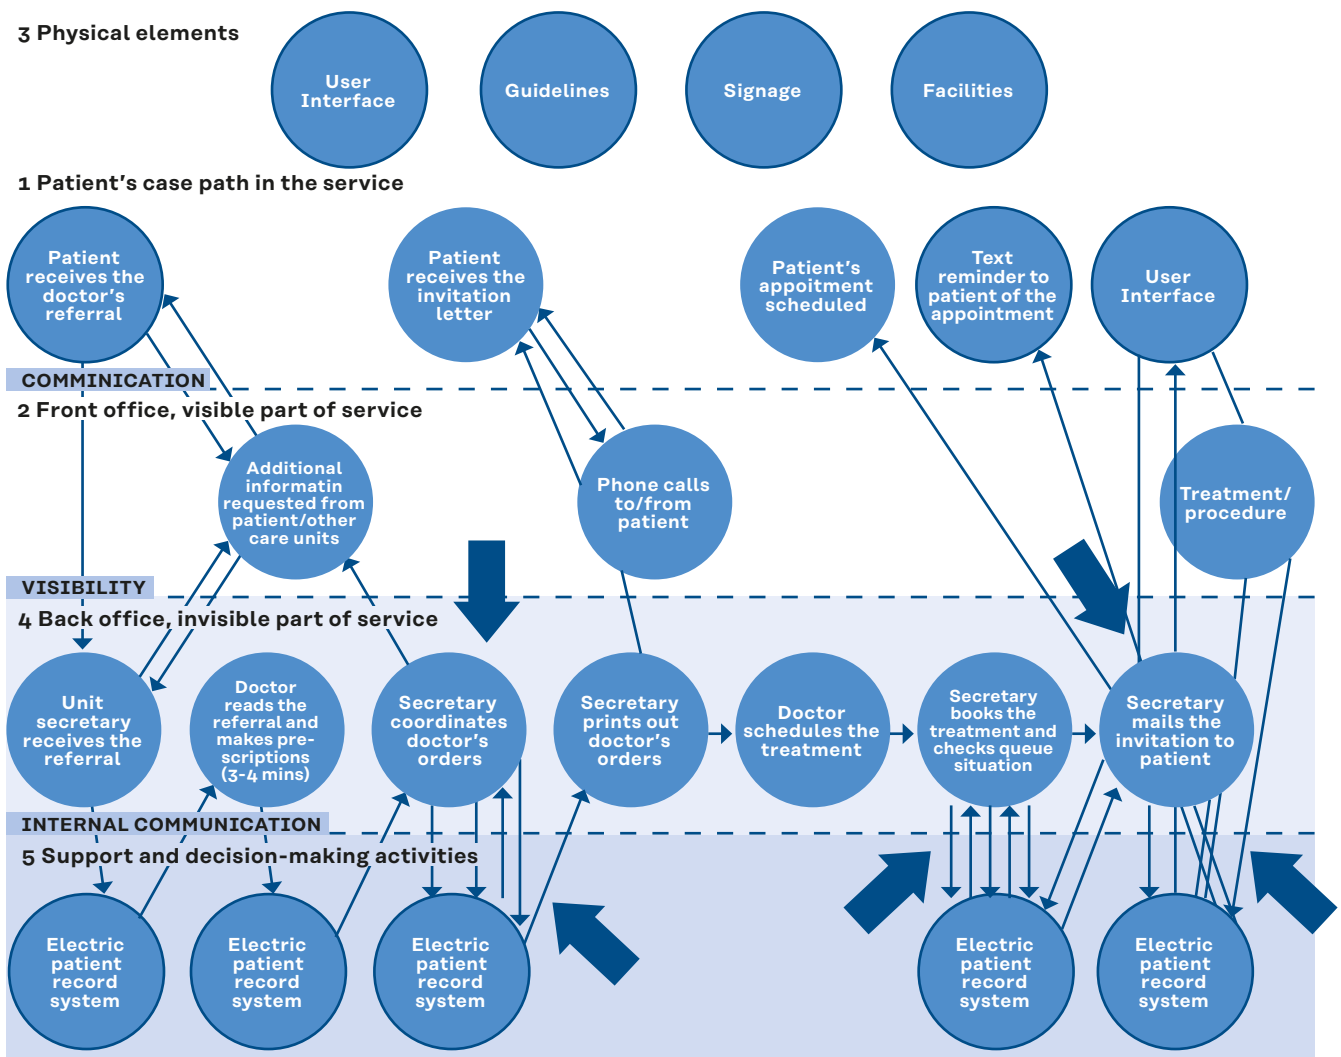 3 Physical elements
User
Interface
Guidelines
Signage
Facilities
1 Patient's case path in the service
Patient
receives the
doctor's
referral
Patient
receives the
invitation
letter
Patient's
appoitment
scheduled
Text
reminder to
patient of the
appointment
User
Interface
COMMINICATION
2 Front office, visible part of service
Additional
informatin
requested from
patient/other
care units
Phone calls
to/from
patient
Treatment/
procedure
VISIBILITY
4 Back office, invisible part of service
Unit
secretary
receives the
referral
Doctor
reads the
referral and
makes pre-
scriptions
(3-4 mins)
Secretary
coordinates
doctor's
orders
Secretary
prints out
doctor's
orders
Doctor
schedules the
treatment
Secretary
books the
treatment and
checks queue
situation
Secretary
mails the
invitation to
patient
INTERNAL COMMUNICATION
5 Support and decision-making activities
Electric
patient
record
system
Electric
patient
record
system
Electric
patient
record
system
Electric
patient
record
system
Electric
patient
record
system